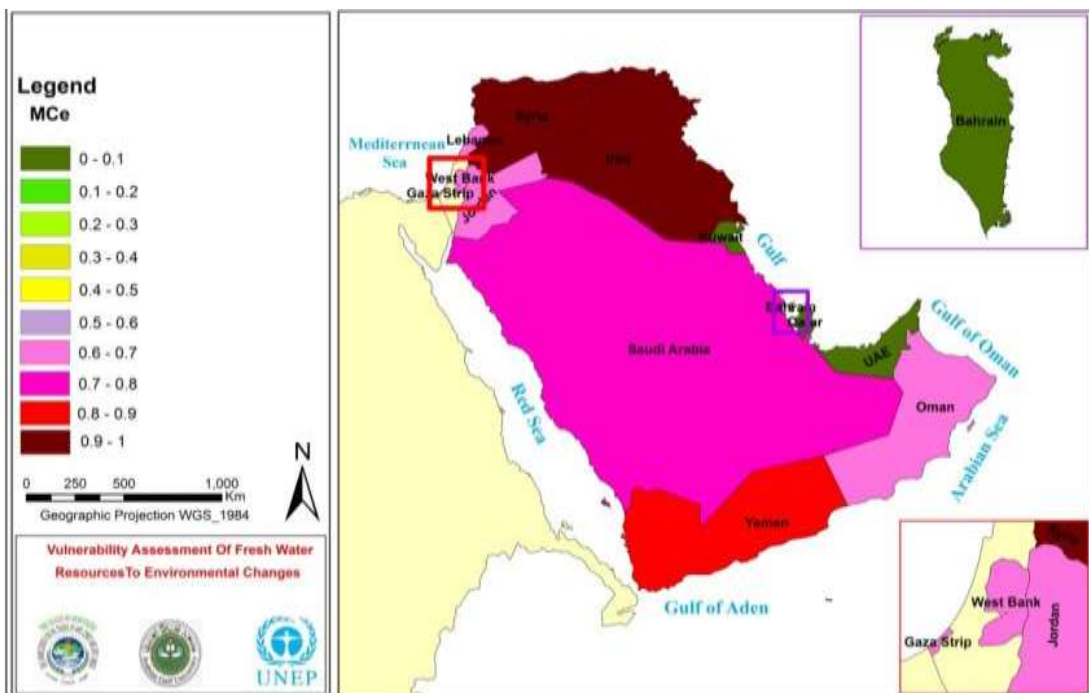 Legend
MCe
0 - 0.1
0.1 - 0.2
0.2 - 0.3
0.3 - 0.4
0.4 - 0.5
0.5 - 0.6
0.6 - 0.7
0.7 - 0.8
0.8 - 0.9
0.9 - 1
N
0 250 500 1,000
Km
Geographic Projection WGS_1984
Vulnerability Assessment Of Fresh Water
ResourcesTo Environmental Changes
UNEP
Syria
Iraq
Mediterrnean
Sea
Lebanon
West Bank
Gaza Strip
Jordan
Kuwait
Gulf
Bahrain
Qatar
Saudi Arabia
UAE
Gulf of Oman
Oman
Red Sea
Arabian Sea
Yemen
Gulf of Aden
Bahrain
Syria
West Bank
Gaza Strip
Jordan